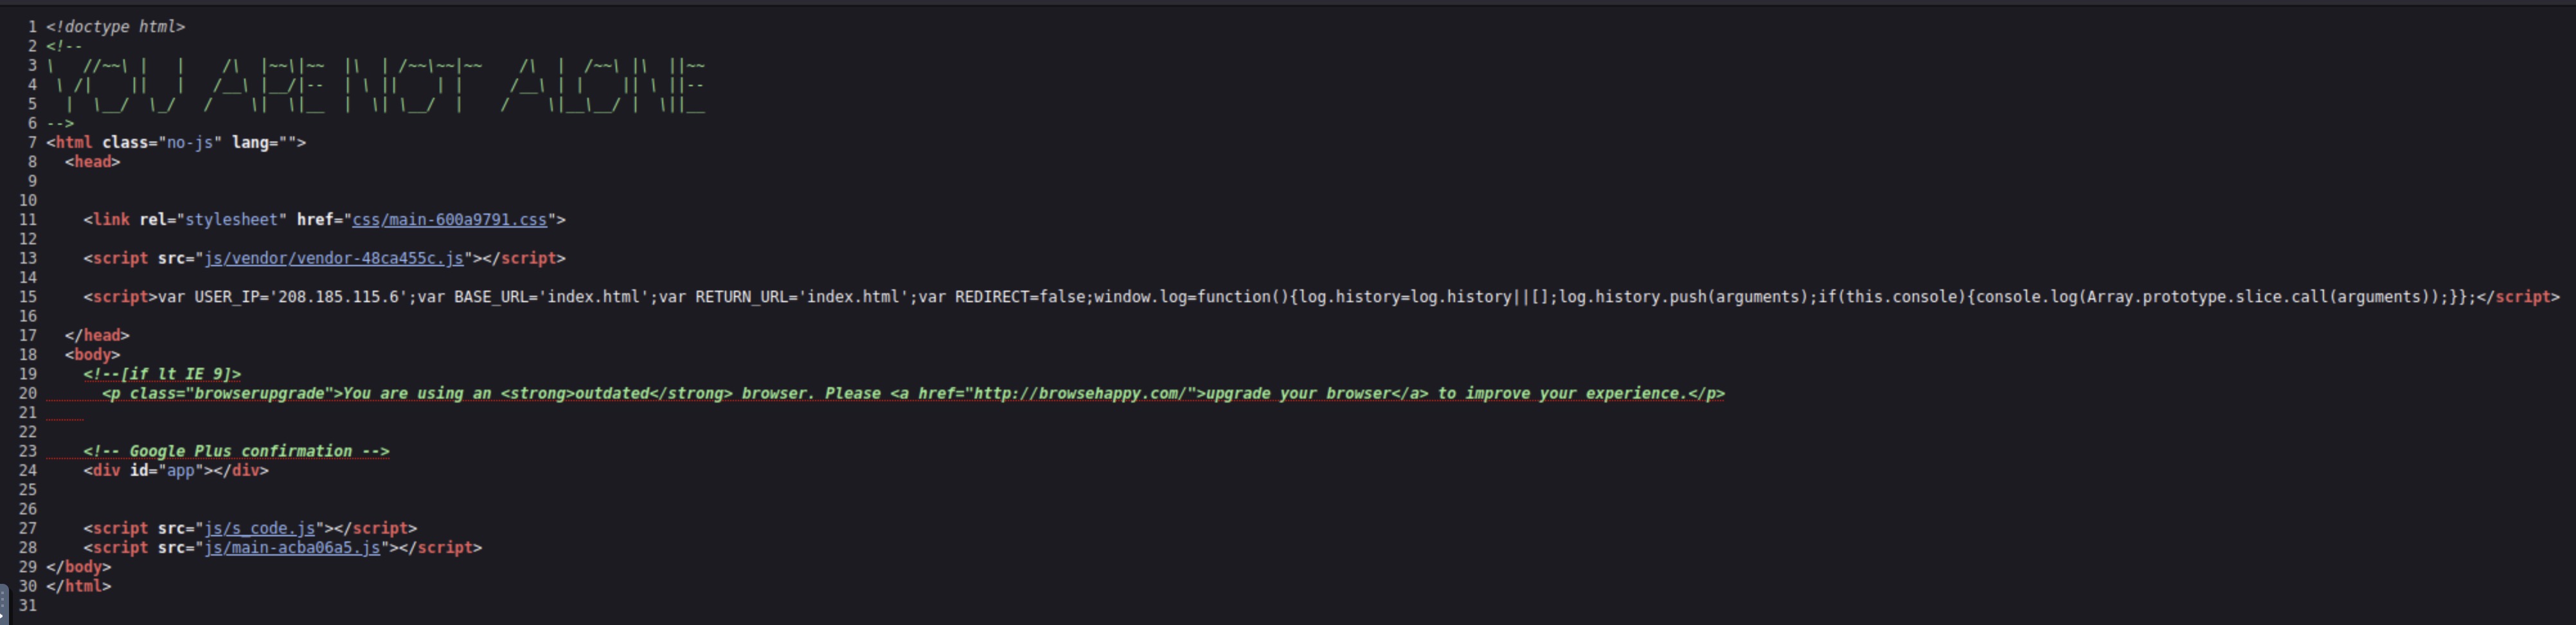 1 <!doctype html>
2 <!--
3 \   //~~\ |   |    /\  |~~\|~~  |\  | /~~\~~|~~    /\  |  /~~\ |\  ||~~
4  \ /|    ||   |   /__\ |__/|--  | \ ||    | |     /__\ | |    || \ ||--
5   |  \__/  \_/   /    \|  \|__  |  \| \__/  |    /    \|__\__/ |  \||__
6 -->
7 <html class="no-js" lang="">
8   <head>
9
10
11     <link rel="stylesheet" href="css/main-600a9791.css">
12
13     <script src="js/vendor/vendor-48ca455c.js"></script>
14
15     <script>var USER_IP='208.185.115.6';var BASE_URL='index.html';var RETURN_URL='index.html';var REDIRECT=false;window.log=function(){log.history=log.history||[];log.history.push(arguments);if(this.console){console.log(Array.prototype.slice.call(arguments));}};</script>
16
17   </head>
18   <body>
19     <!--[if lt IE 9]>
20       <p class="browserupgrade">You are using an <strong>outdated</strong> browser. Please <a href="http://browsehappy.com/">upgrade your browser</a> to improve your experience.</p>
21
22
23     <!-- Google Plus confirmation -->
24     <div id="app"></div>
25
26
27     <script src="js/s_code.js"></script>
28     <script src="js/main-acba06a5.js"></script>
29 </body>
30 </html>
31